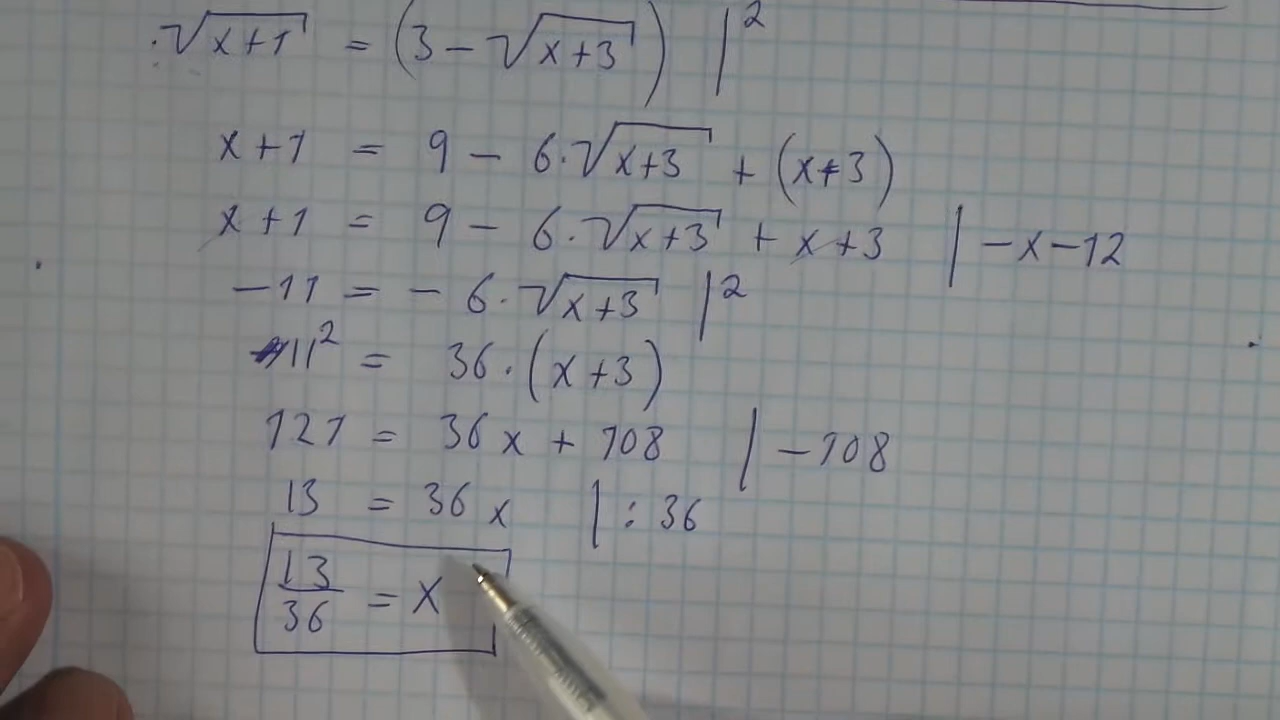 √(x+1) = (3 - √(x+3)) |²
x+1 = 9 - 6·√(x+3) + (x+3)
x+1 = 9 - 6·√(x+3) + x+3 | -x-12
-11 = - 6·√(x+3) |²
11² = 36·(x+3)
121 = 36x + 108 | -108
13 = 36x | : 36
13/36 = x